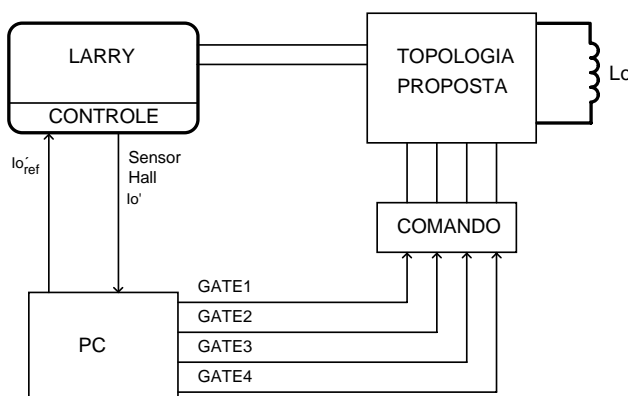 LARRY
CONTROLE
TOPOLOGIA
PROPOSTA
Lo
Io´ref
Sensor
Hall
Io'
COMANDO
GATE1
GATE2
GATE3
GATE4
PC